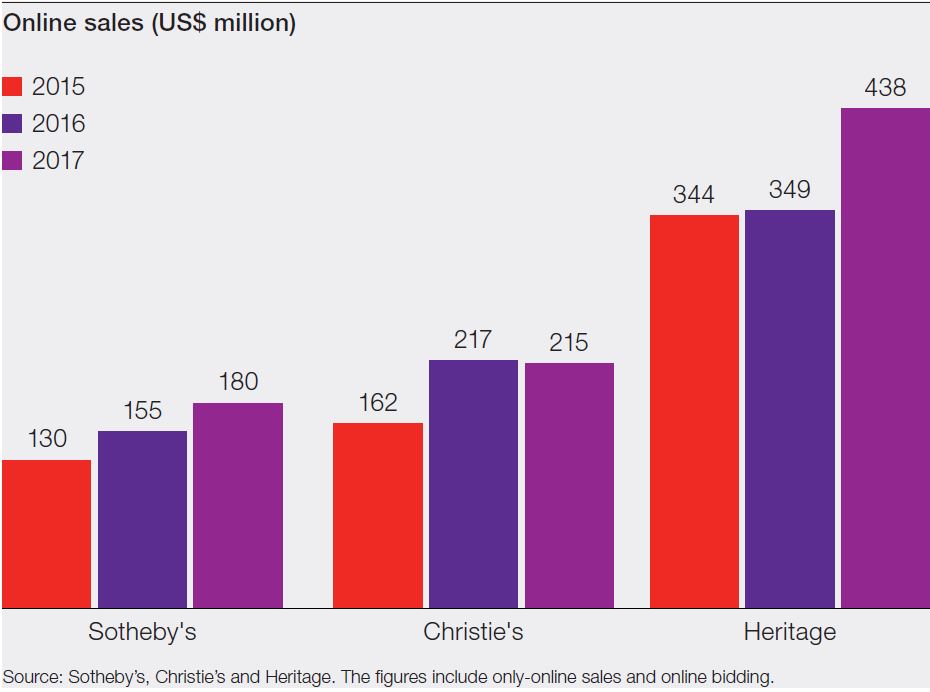 Online sales (US$ million)
2015
2016
2017
130
155
180
162
217
215
344
349
438
Sotheby's
Christie's
Heritage
Source: Sotheby’s, Christie’s and Heritage. The figures include only-online sales and online bidding.